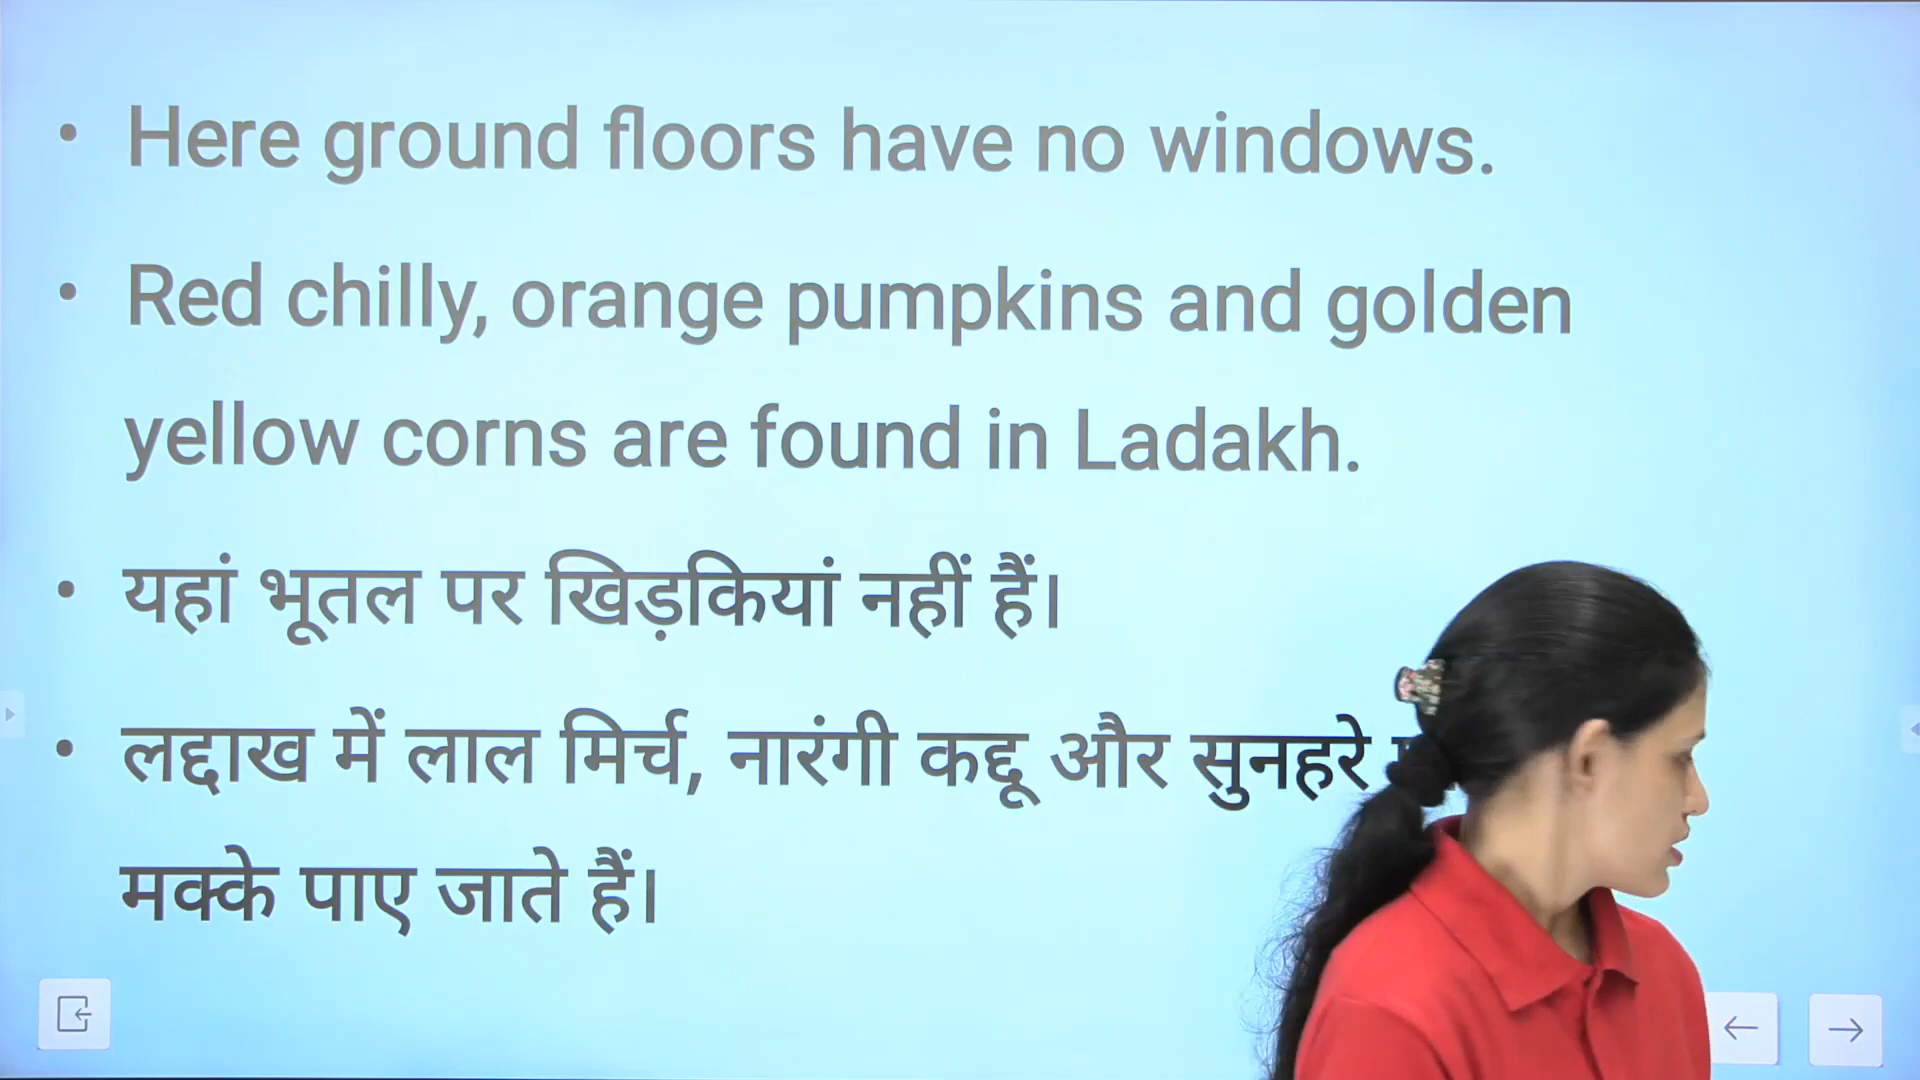 • Here ground floors have no windows.
• Red chilly, orange pumpkins and golden
yellow corns are found in Ladakh.
• यहां भूतल पर खिड़कियां नहीं हैं।
• लद्दाख में लाल मिर्च, नारंगी कद्दू और सुनहरे
मक्के पाए जाते हैं।